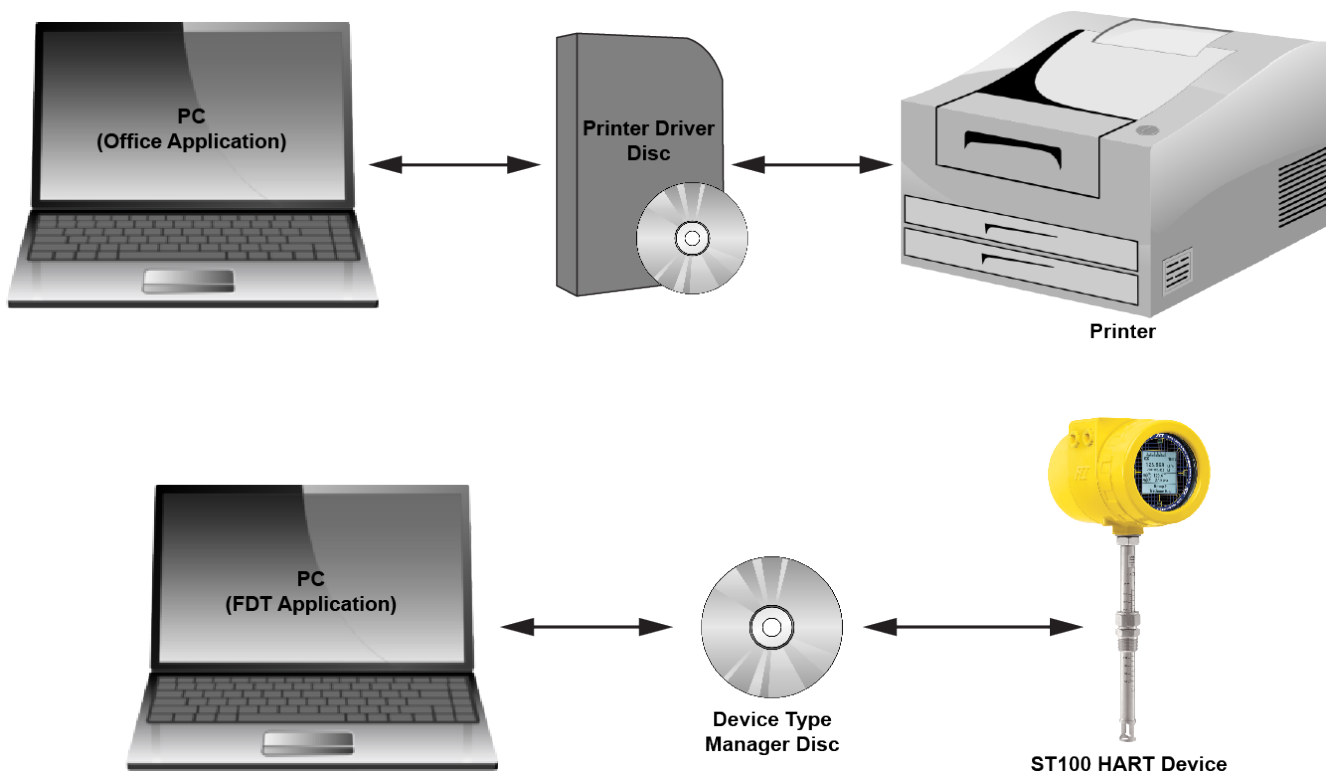 PC
(Office Application)
Printer Driver
Disc
Printer
PC
(FDT Application)
Device Type
Manager Disc
ST100 HART Device